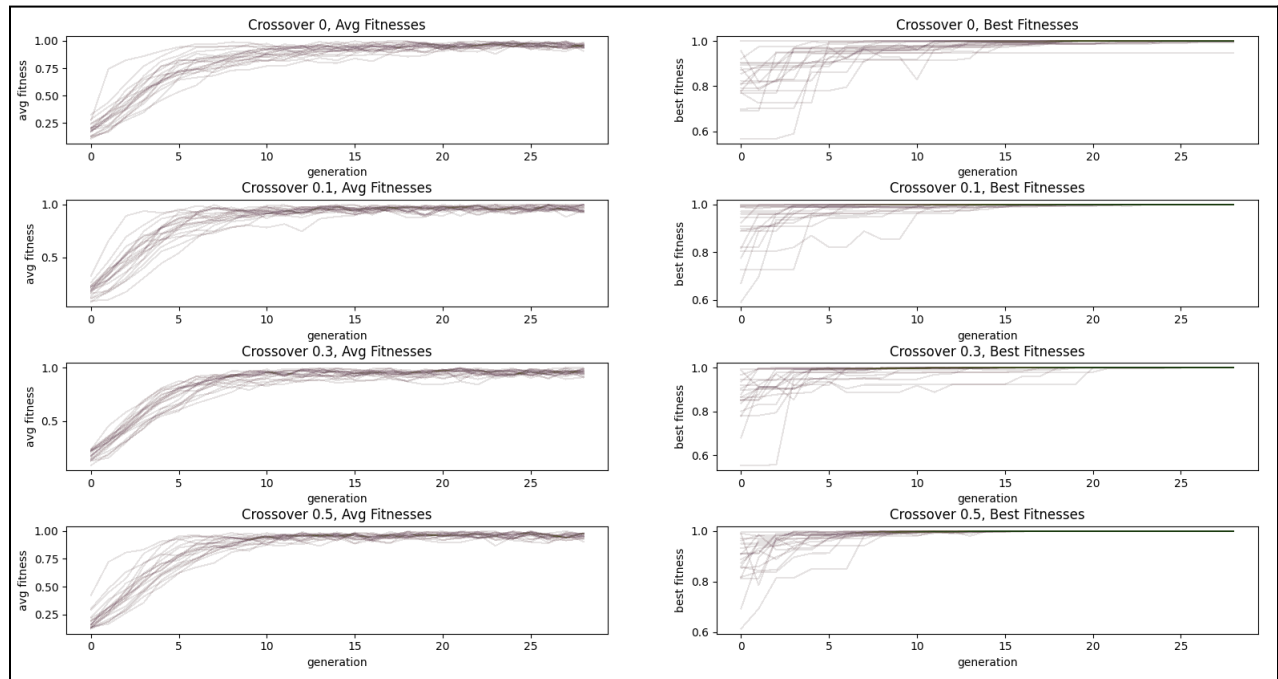 Crossover 0, Avg Fitnesses
1.00
0.75
0.50
0.25
avg fitness
0 5 10 15 20 25
generation
Crossover 0, Best Fitnesses
1.0
0.8
0.6
best fitness
0 5 10 15 20 25
generation
Crossover 0.1, Avg Fitnesses
1.0
0.5
avg fitness
0 5 10 15 20 25
generation
Crossover 0.1, Best Fitnesses
1.0
0.8
0.6
best fitness
0 5 10 15 20 25
generation
Crossover 0.3, Avg Fitnesses
1.0
0.5
avg fitness
0 5 10 15 20 25
generation
Crossover 0.3, Best Fitnesses
1.0
0.8
0.6
best fitness
0 5 10 15 20 25
generation
Crossover 0.5, Avg Fitnesses
1.00
0.75
0.50
0.25
avg fitness
0 5 10 15 20 25
generation
Crossover 0.5, Best Fitnesses
1.0
0.8
0.6
best fitness
0 5 10 15 20 25
generation